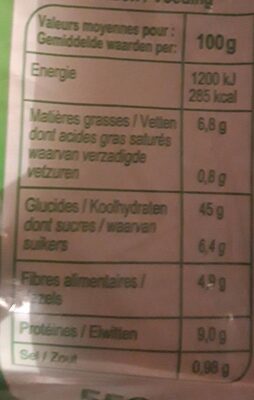 Valeurs moyennes pour :
Gemiddelde waarden per: 100g
Energie 1200 kJ
285 kcal
Matières grasses / Vetten 6,8 g
dont acides gras saturés
waarvan verzadigde
vetzuren 0,8 g
Glucides / Koolhydraten 45 g
dont sucres / waarvan
suikers 6,4 g
Fibres alimentaires /
Protéines / Eiwitten 9,0 g
Sel / Zout 0,98 g